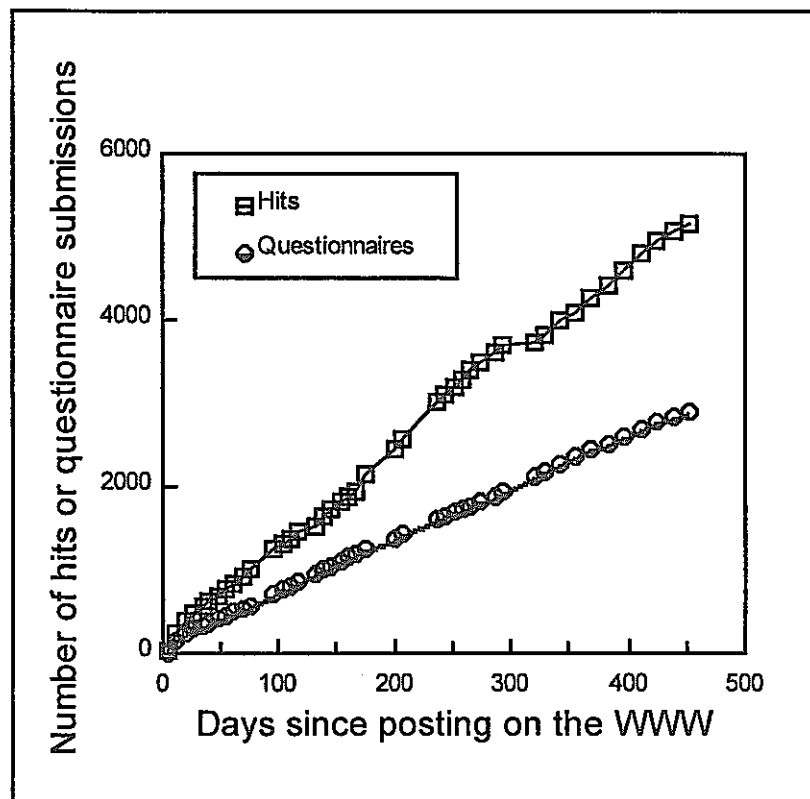 Number of hits or questionnaire submissions
6000
4000
2000
0
Hits
Questionnaires
0
100
200
300
400
500
Days since posting on the WWW